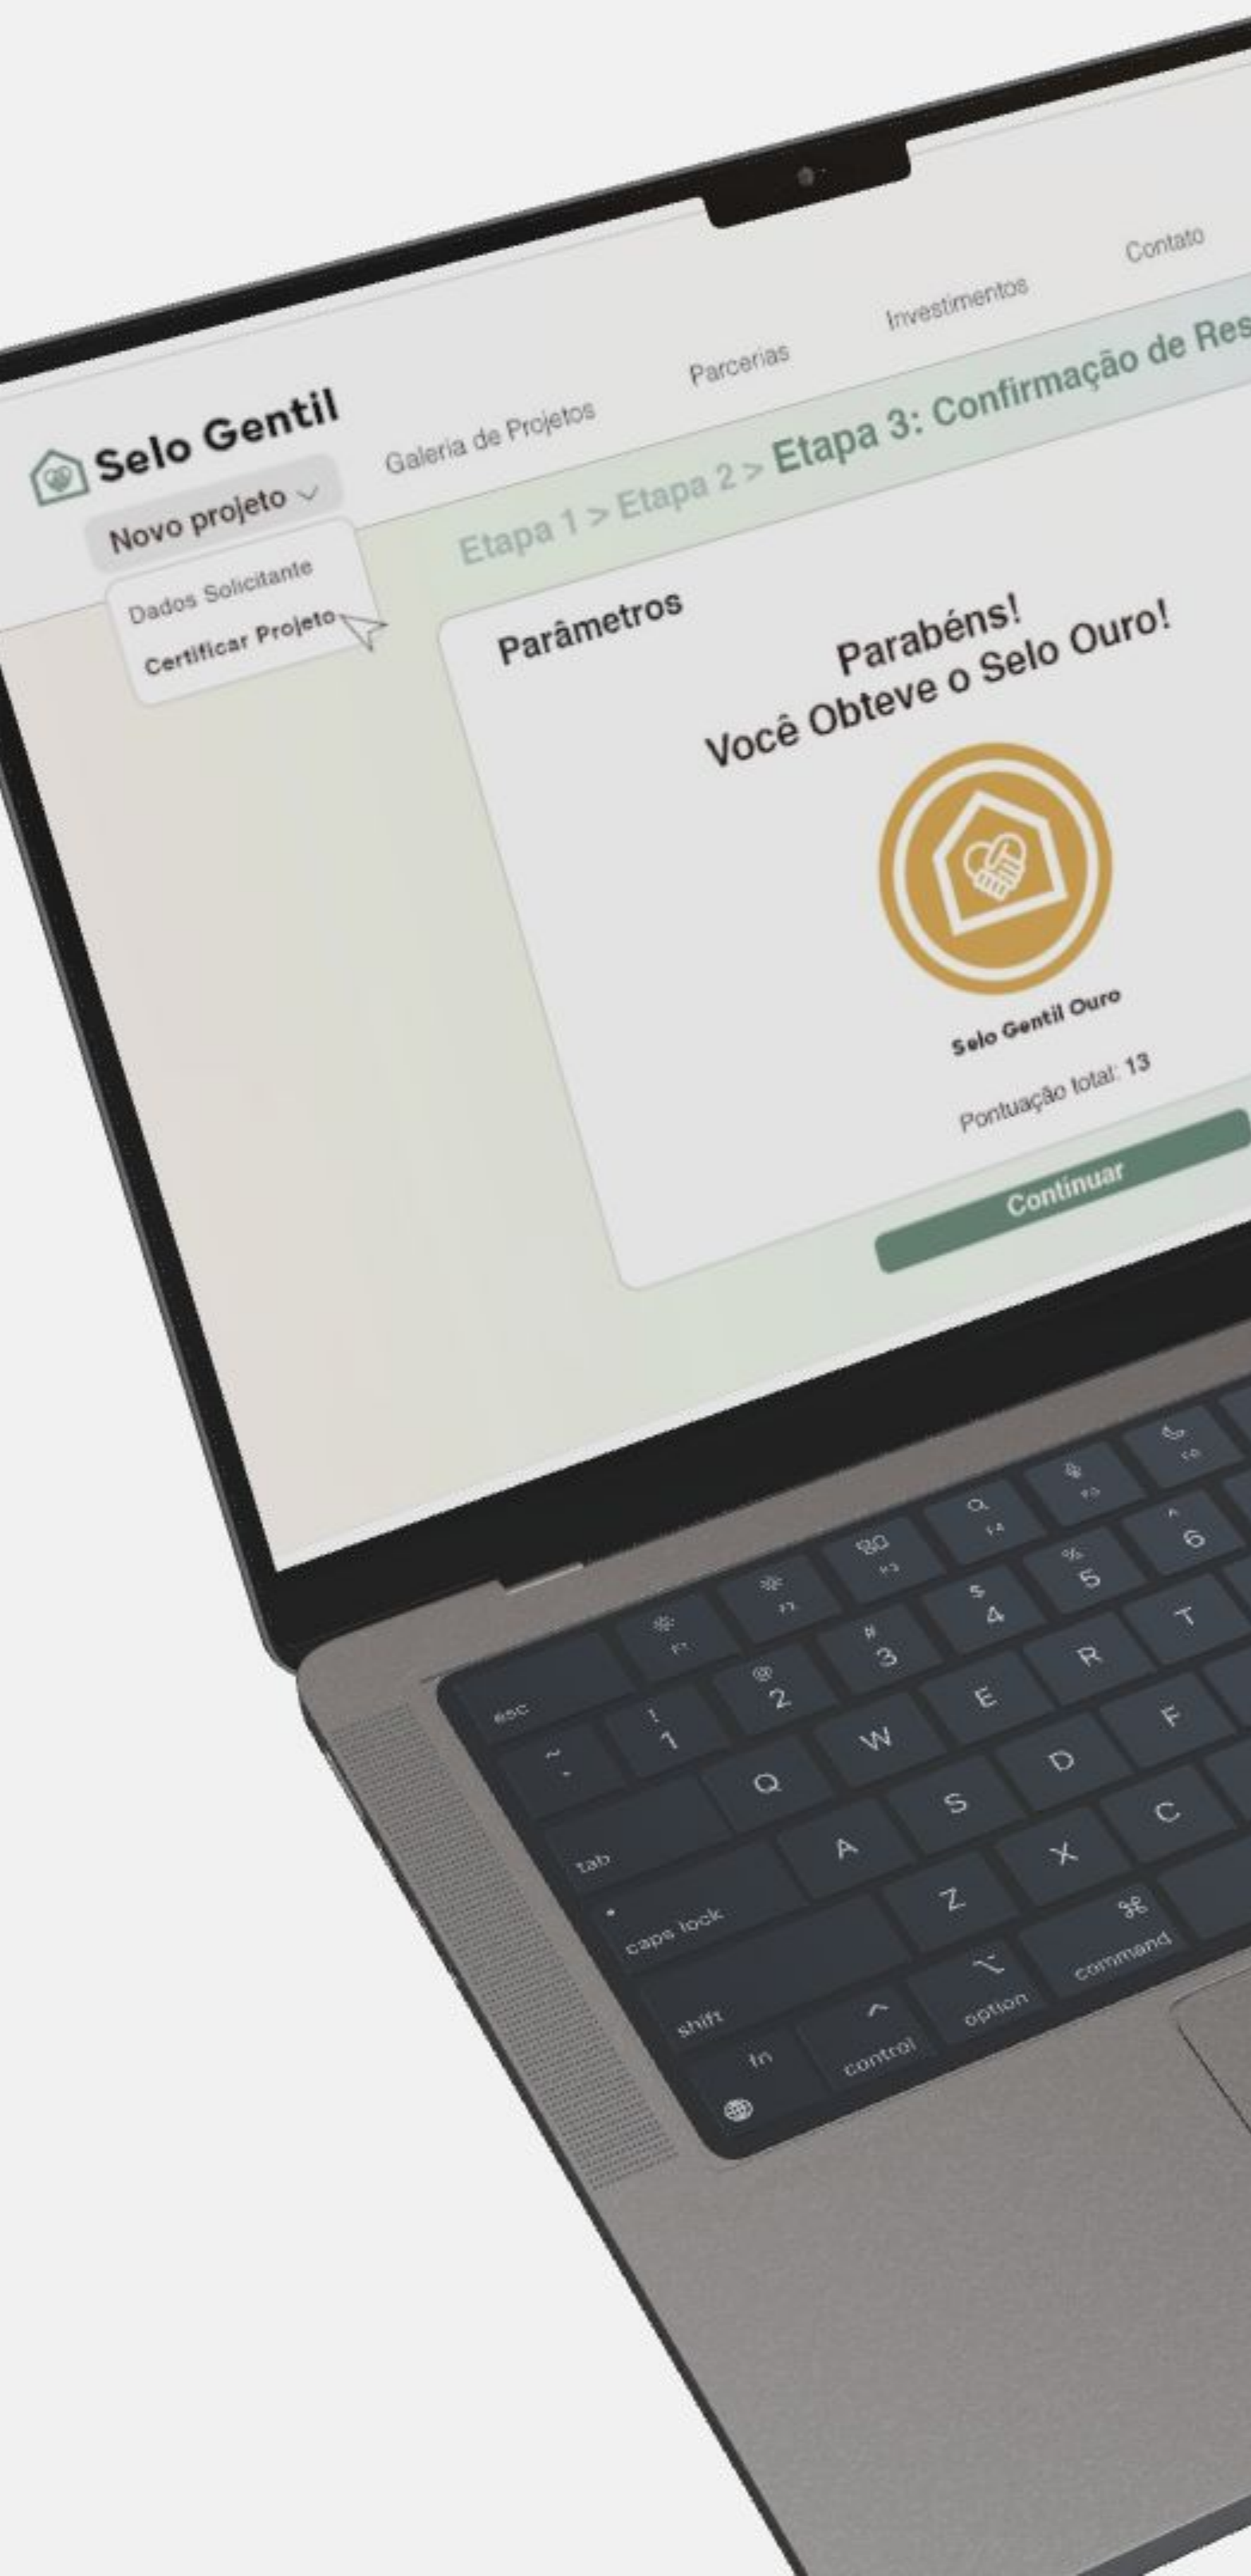 Selo Gentil
Galeria de Projetos
Parcerias
Investimentos
Contato
Novo projeto
Dados Solicitante
Certificar Projeto
Etapa 1 > Etapa 2 > Etapa 3: Confirmação de Res
Parâmetros
Parabéns!
Você Obteve o Selo Ouro!
Selo Gentil Ouro
Pontuação total: 13
Continuar
esc
F1
F2
F3
F4
F5
F6
~ `
! 1
@ 2
# 3
$ 4
% 5
^ 6
tab
Q
W
E
R
T
caps lock
A
S
D
F
shift
Z
X
C
fn
control
option
⌘
command